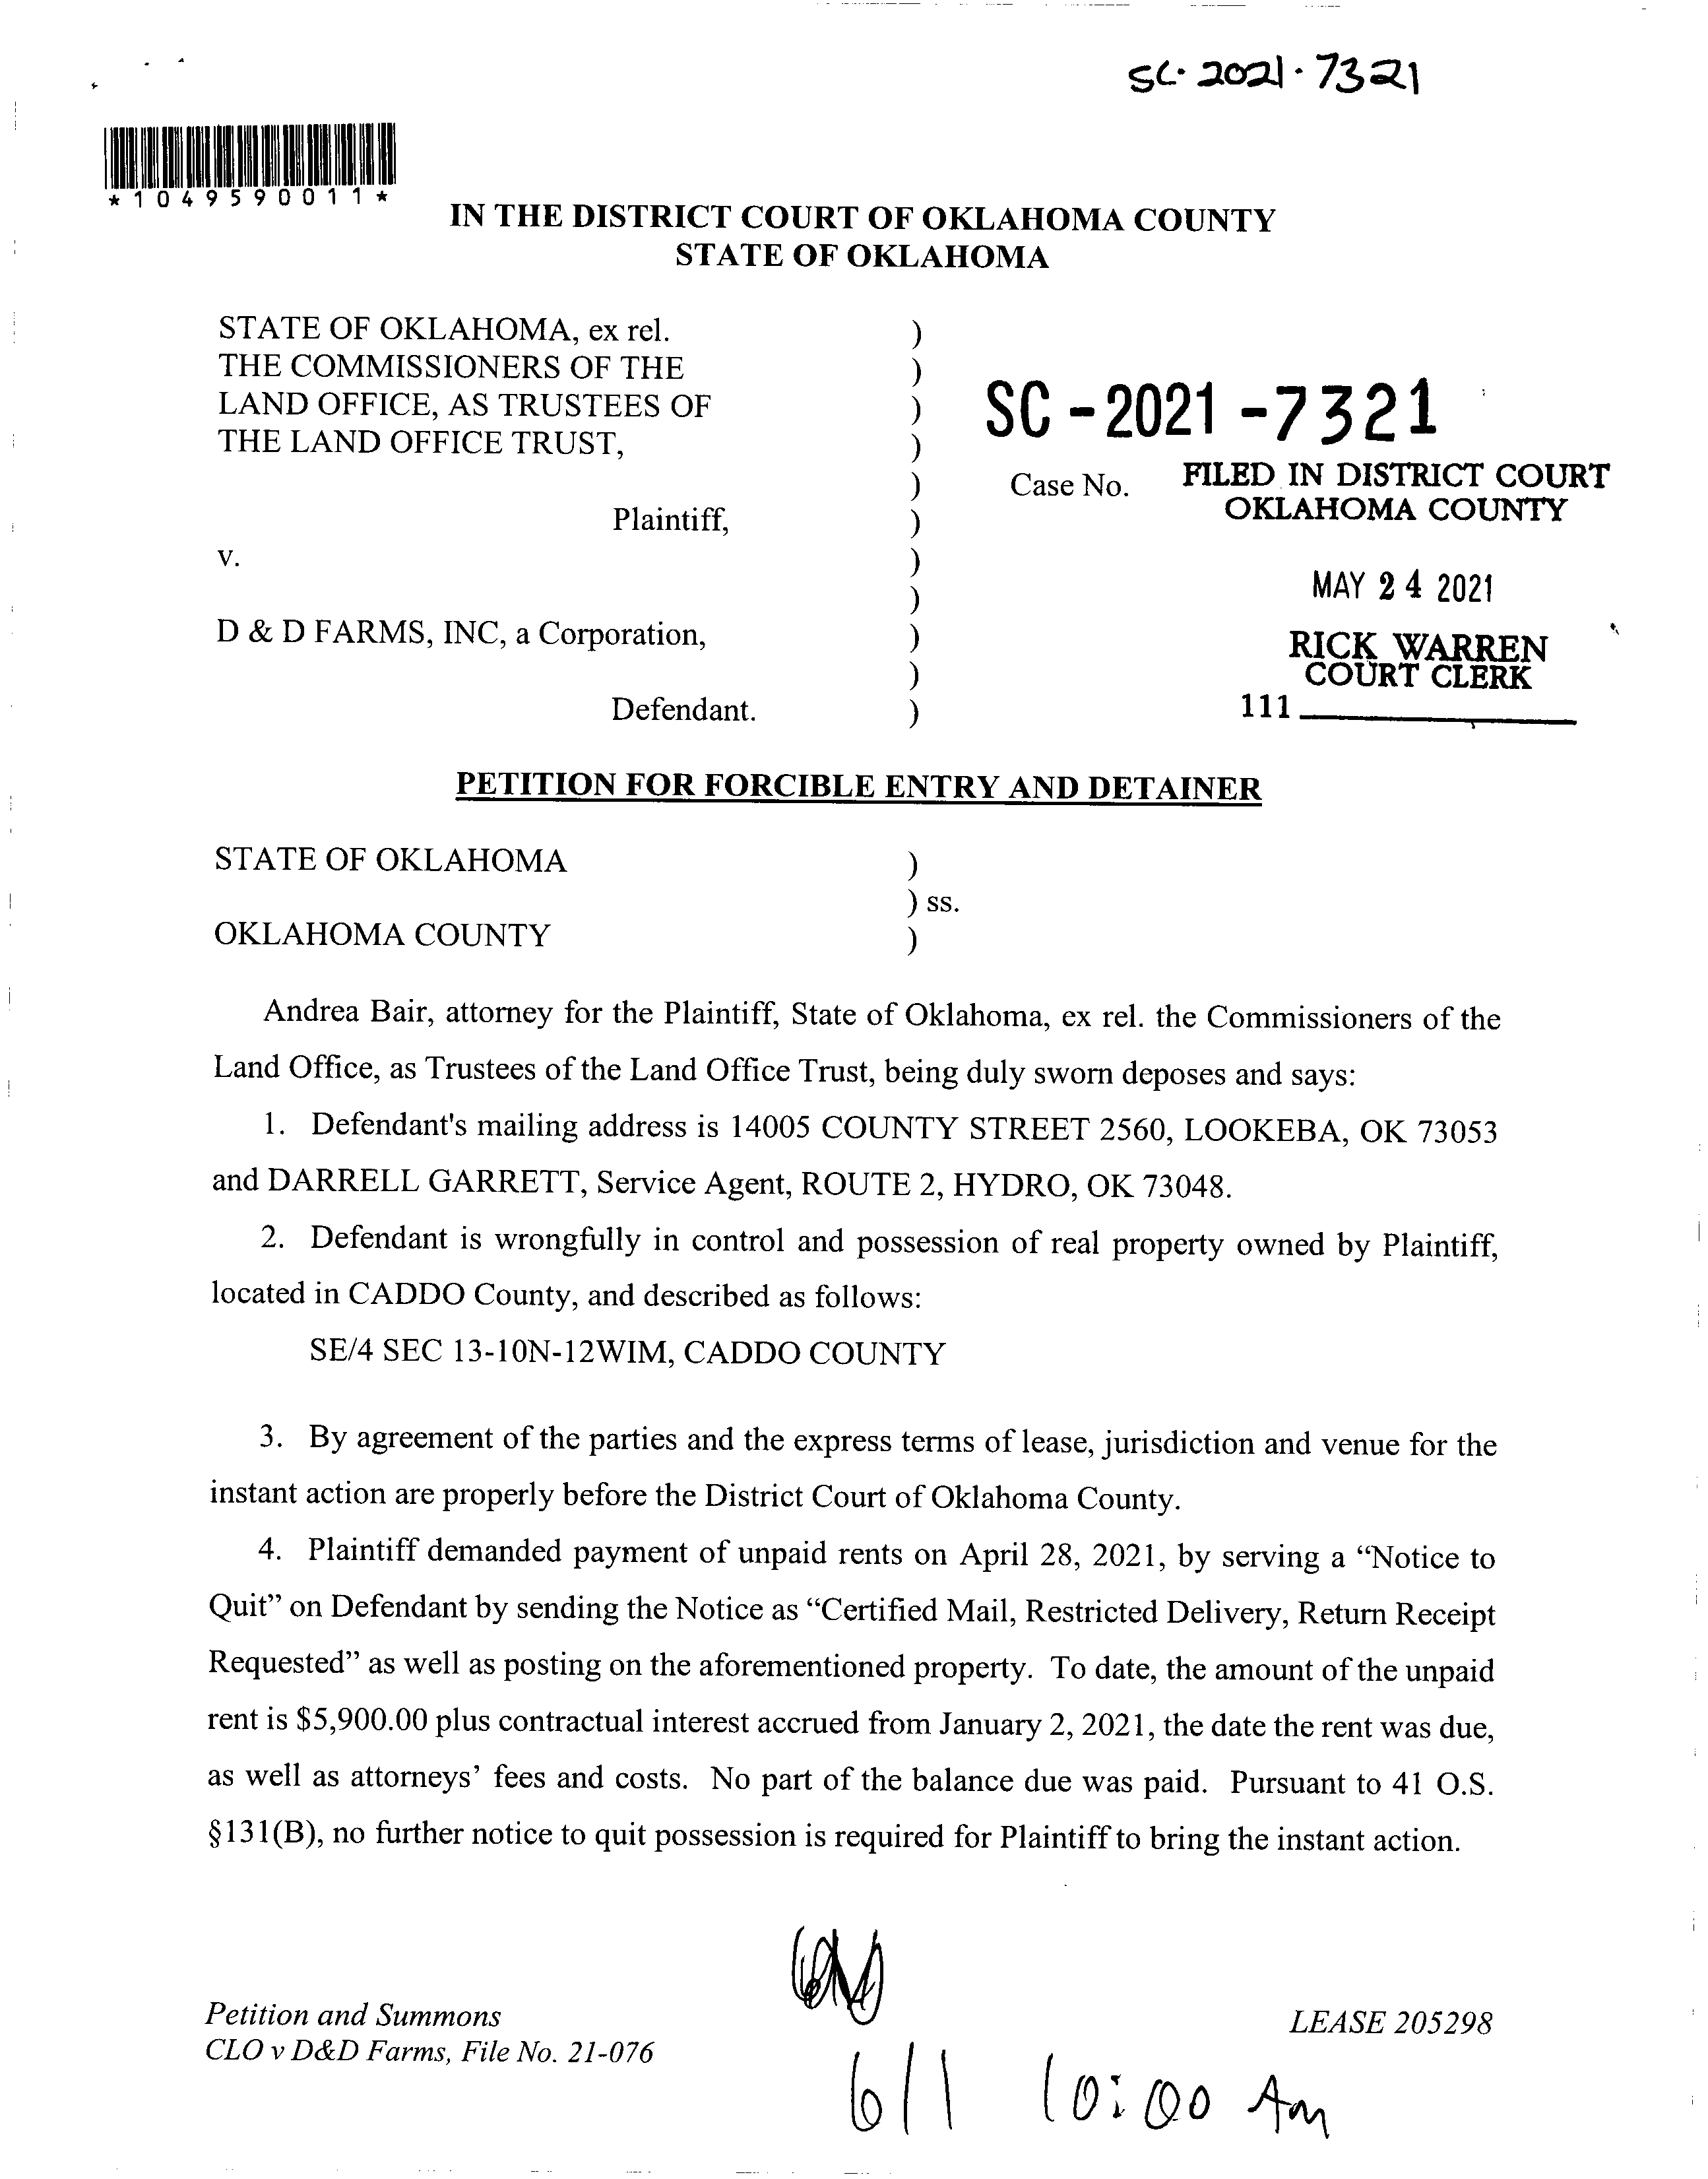 SC-2021-7321
*1049590011*
IN THE DISTRICT COURT OF OKLAHOMA COUNTY
STATE OF OKLAHOMA
STATE OF OKLAHOMA, ex rel. )
THE COMMISSIONERS OF THE )
LAND OFFICE, AS TRUSTEES OF )
THE LAND OFFICE TRUST, )
)
Plaintiff, )
v. )
)
D & D FARMS, INC, a Corporation, )
)
Defendant. )
SC-2021-7321
Case No.
FILED IN DISTRICT COURT
OKLAHOMA COUNTY
MAY 24 2021
RICK WARREN
COURT CLERK
111
PETITION FOR FORCIBLE ENTRY AND DETAINER
STATE OF OKLAHOMA )
) ss.
OKLAHOMA COUNTY )
Andrea Bair, attorney for the Plaintiff, State of Oklahoma, ex rel. the Commissioners of the
Land Office, as Trustees of the Land Office Trust, being duly sworn deposes and says:
1. Defendant's mailing address is 14005 COUNTY STREET 2560, LOOKEBA, OK 73053
and DARRELL GARRETT, Service Agent, ROUTE 2, HYDRO, OK 73048.
2. Defendant is wrongfully in control and possession of real property owned by Plaintiff,
located in CADDO County, and described as follows:
SE/4 SEC 13-10N-12WIM, CADDO COUNTY
3. By agreement of the parties and the express terms of lease, jurisdiction and venue for the
instant action are properly before the District Court of Oklahoma County.
4. Plaintiff demanded payment of unpaid rents on April 28, 2021, by serving a “Notice to
Quit” on Defendant by sending the Notice as “Certified Mail, Restricted Delivery, Return Receipt
Requested” as well as posting on the aforementioned property. To date, the amount of the unpaid
rent is $5,900.00 plus contractual interest accrued from January 2, 2021, the date the rent was due,
as well as attorneys’ fees and costs. No part of the balance due was paid. Pursuant to 41 O.S.
§131(B), no further notice to quit possession is required for Plaintiff to bring the instant action.
Petition and Summons
CLO v D&D Farms, File No. 21-076
LEASE 205298
6/1 10:00 Am